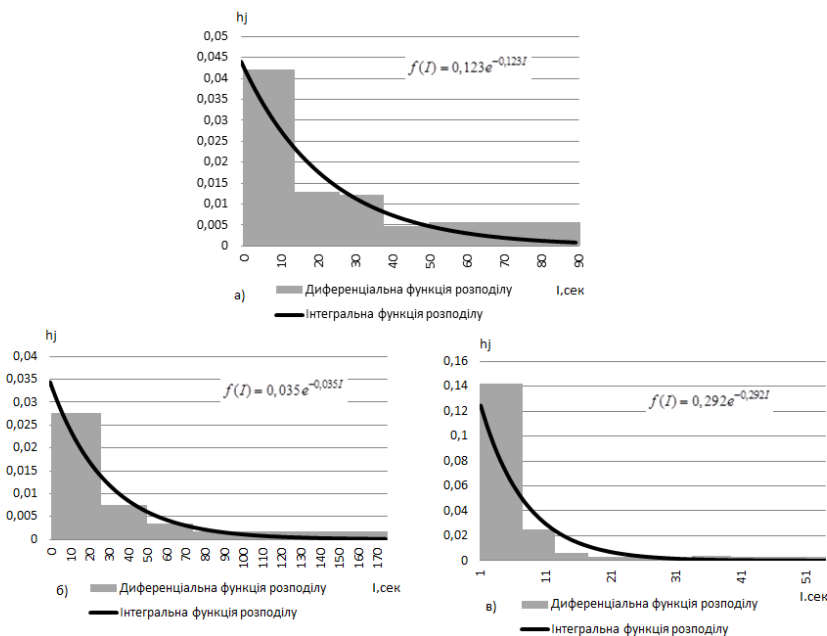 hj
0,05
0,045
0,04
0,035
0,03
0,025
0,02
0,015
0,01
0,005
0
f(I) = 0,123e^{-0,123I}
0 10 20 30 40 50 60 70 80 90
а)
Диференціальна функція розподілу
I,сек
Інтегральна функція розподілу
hj
0,04
0,035
0,03
0,025
0,02
0,015
0,01
0,005
0
f(I) = 0,035e^{-0,035I}
0 10 20 30 40 50 60 70 80 90 100 110 120 130 140 150 160 170
б)
Диференціальна функція розподілу
I,сек
Інтегральна функція розподілу
hj
0,16
0,14
0,12
0,1
0,08
0,06
0,04
0,02
0
f(I) = 0,292e^{-0,292I}
1 11 21 31 41 51
I.сек
в)
Диференціальна функція розподілу
Інтегральна функція розподілу